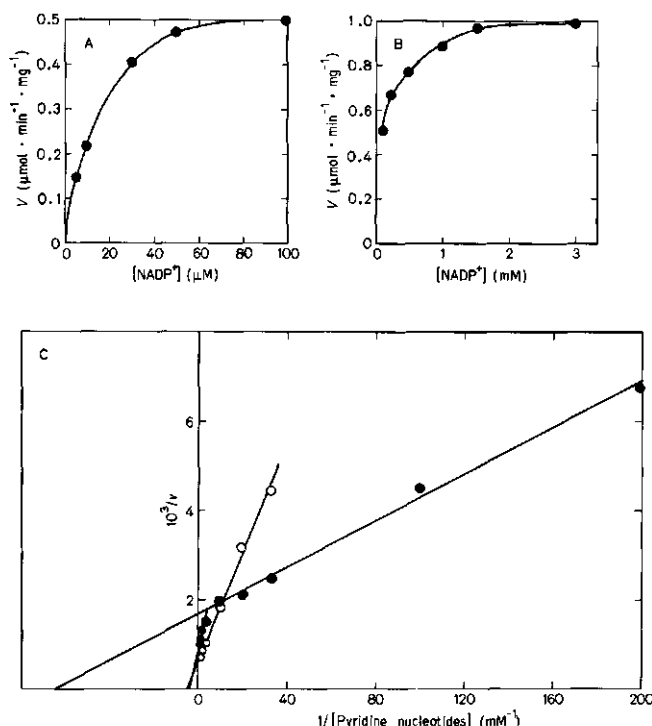 A
V (µmol · min⁻¹ · mg⁻¹)
0.5
0.4
0.3
0.2
0.1
0
0 20 40 60 80 100
[NADP⁺] (µM)
B
V (µmol · min⁻¹ · mg⁻¹)
1.0
0.8
0.6
0.4
0.2
0
0 1 2 3
[NADP⁺] (mM)
C
10⁻³/v
6
4
2
0 40 80 120 160 200
1/[Pyridine nucleotides] (mM⁻¹)